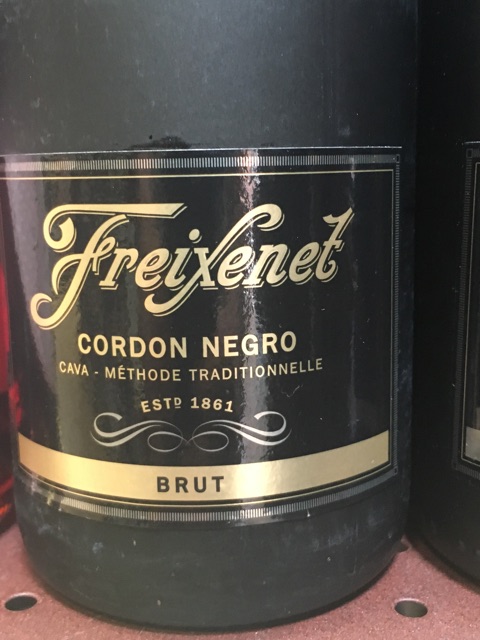 Freixenet
CORDON NEGRO
CAVA - MÉTHODE TRADITIONNELLE
ESTD 1861
BRUT